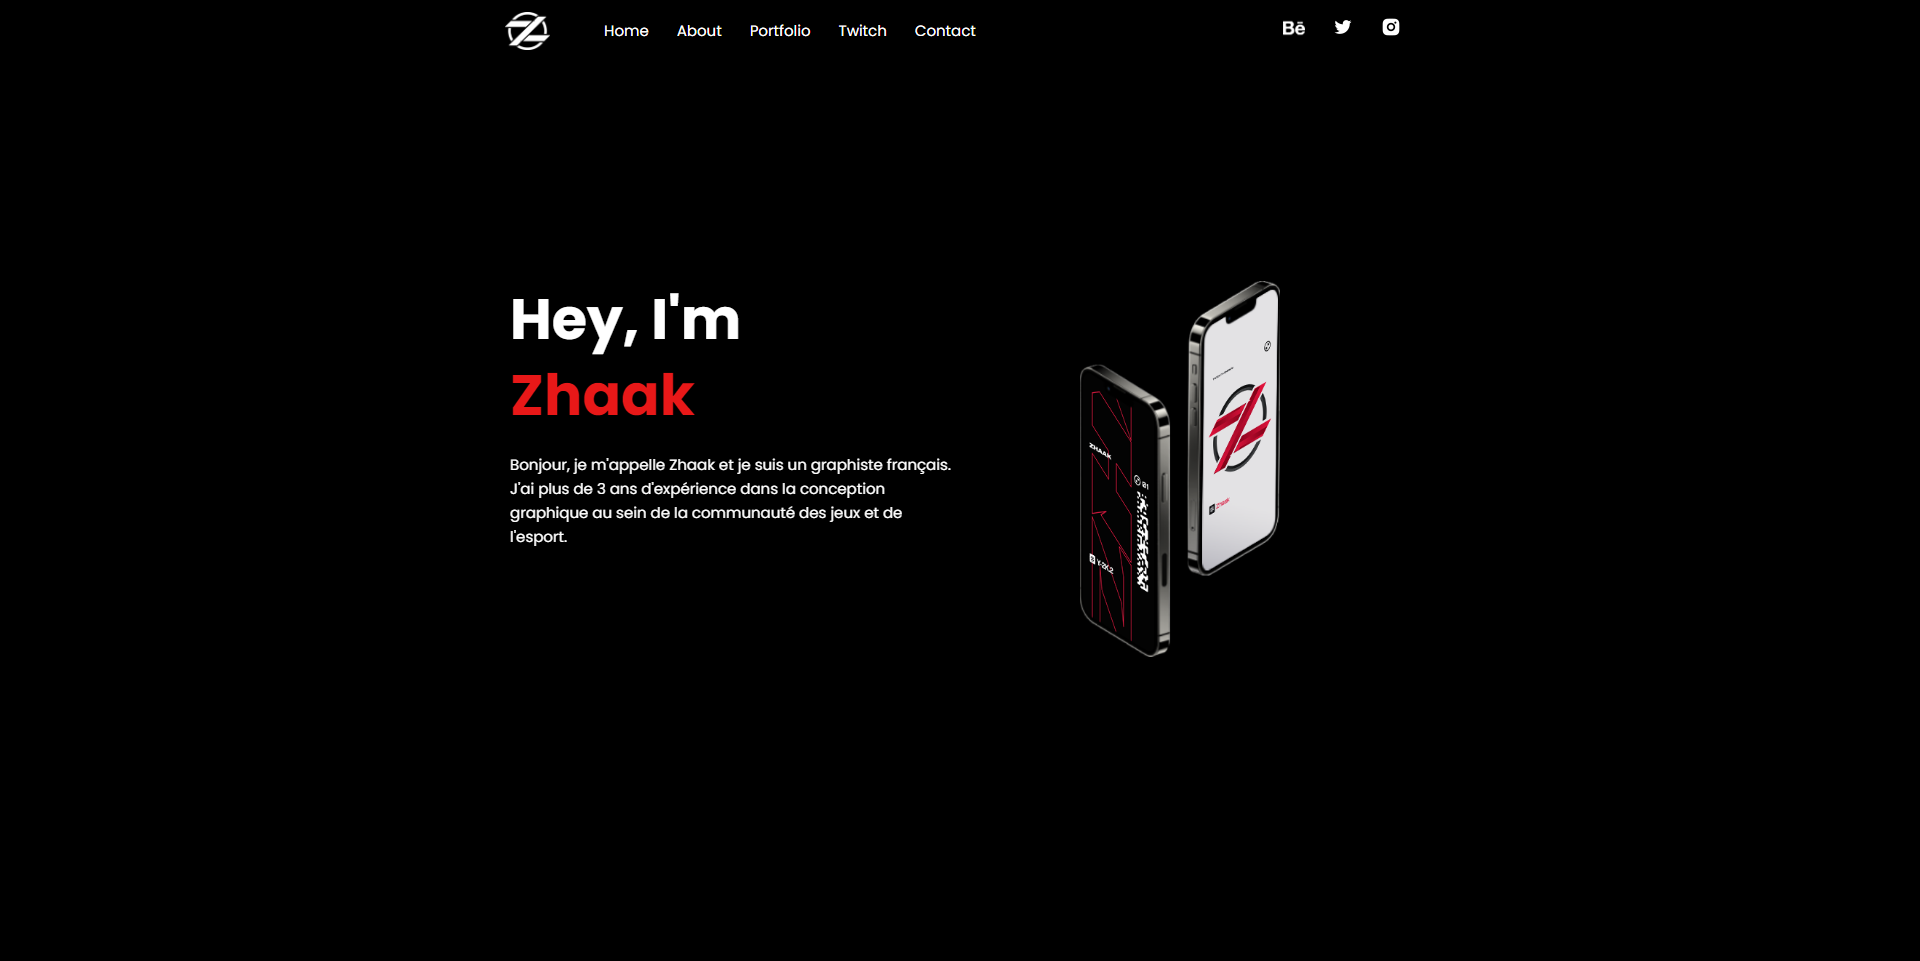 Home About Portfolio Twitch Contact Bē
Hey, I'm
Zhaak
Bonjour, je m'appelle Zhaak et je suis un graphiste français.
J'ai plus de 3 ans d'expérience dans la conception
graphique au sein de la communauté des jeux et de
l'esport.
ZHAAK
01
Zhaak